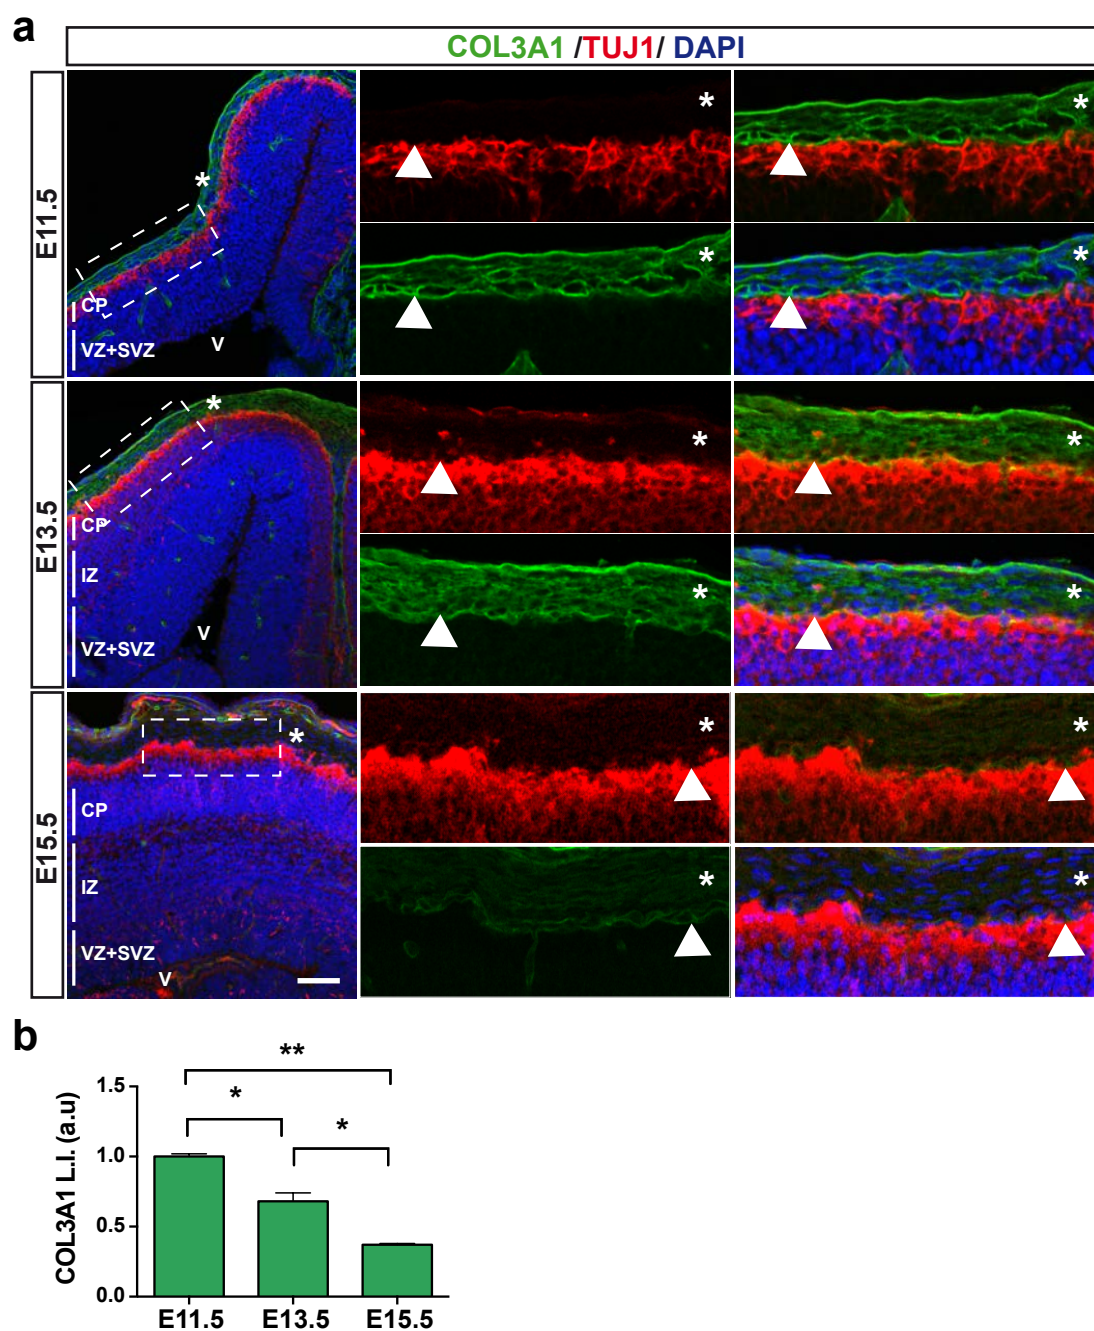 a
COL3A1 /TUJ1/ DAPI
E11.5
*
*
*
*
*
CP
VZ+SVZ
V
E13.5
*
*
*
*
*
CP
IZ
VZ+SVZ
V
E15.5
*
*
*
*
*
CP
IZ
VZ+SVZ
V
b
**
*
*
COL3A1 L.I. (a.u)
1.5
1.0
0.5
0.0
E11.5 E13.5 E15.5